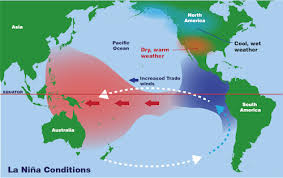 Asia
North
America
Pacific
Ocean
Dry, warm
weather
Cool, wet
weather
Increased Trade
winds
EQUATOR
Australia
South
America
La Niña Conditions